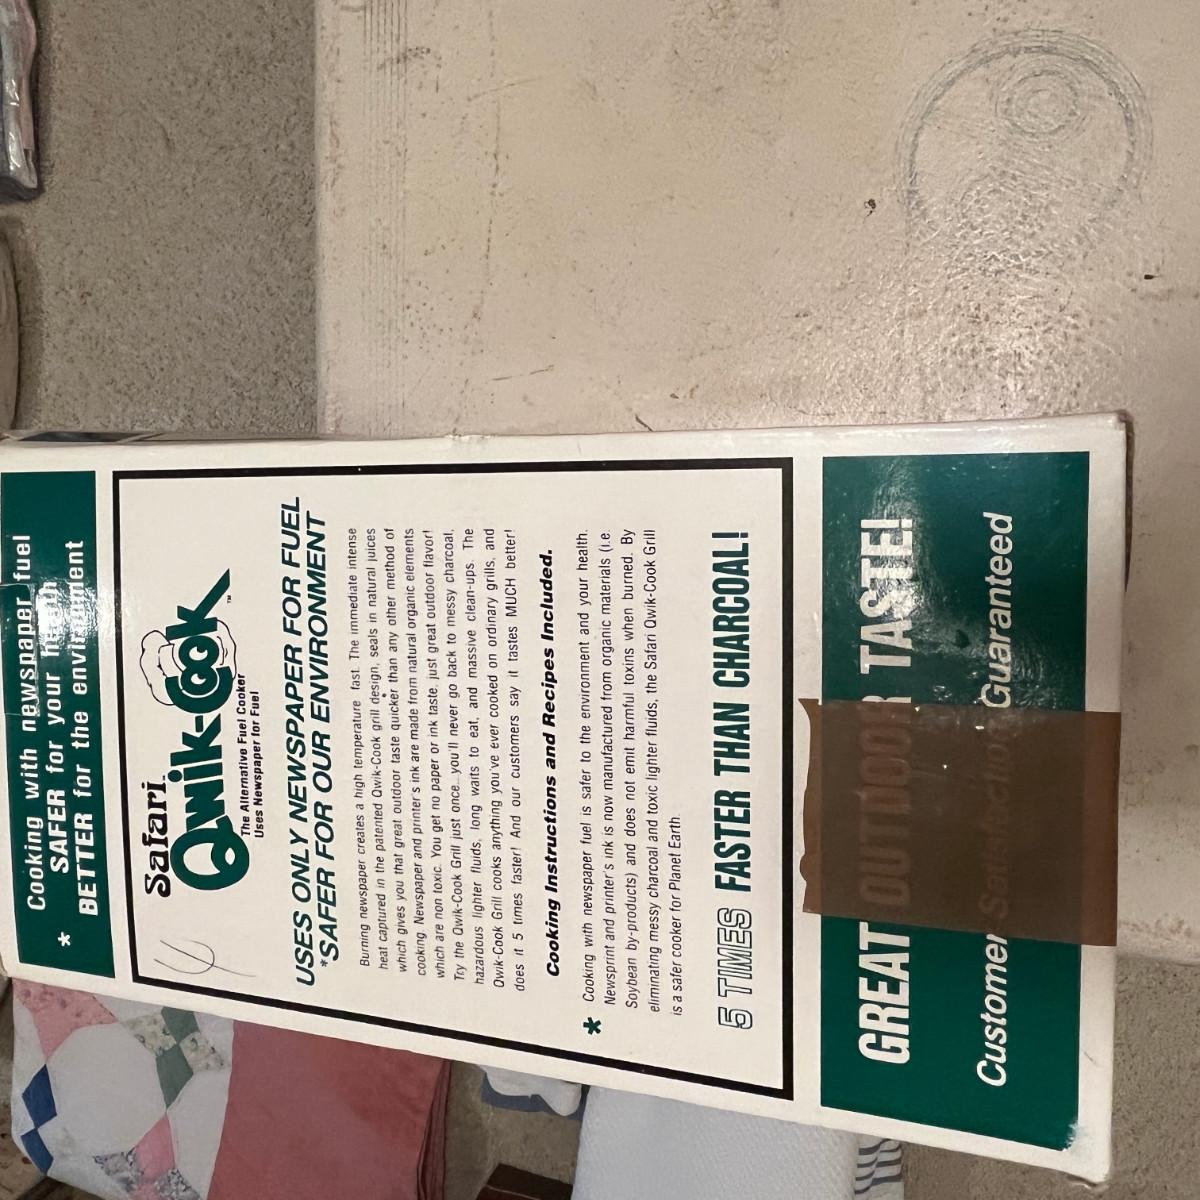 Cooking with newspaper fuel
* SAFER for your health
BETTER for the environment
Safari
Qwik-Cook™
The Alternative Fuel Cooker
Uses Newspaper for Fuel
USES ONLY NEWSPAPER FOR FUEL
*SAFER FOR OUR ENVIRONMENT
Burning newspaper creates a high temperature fast. The immediate intense
heat captured in the patented Qwik-Cook grill design, seals in natural juices
which gives you that great outdoor taste quicker than any other method of
cooking. Newspaper and printer's ink are made from natural organic elements
which are non toxic. You get no paper or ink taste, just great outdoor flavor!
Try the Qwik-Cook Grill just once...you'll never go back to messy charcoal,
hazardous lighter fluids, long waits to eat, and massive clean-ups. The
Qwik-Cook Grill cooks anything you've ever cooked on ordinary grills, and
does it 5 times faster! And our customers say it tastes MUCH better!
Cooking Instructions and Recipes Included.
* Cooking with newspaper fuel is safer to the environment and your health.
Newsprint and printer's ink is now manufactured from organic materials (i.e.
Soybean by-products) and does not emit harmful toxins when burned. By
eliminating messy charcoal and toxic lighter fluids, the Safari Qwik-Cook Grill
is a safer cooker for Planet Earth.
5 TIMES FASTER THAN CHARCOAL!
GREAT OUTDOOR TASTE!
Customer Satisfaction Guaranteed